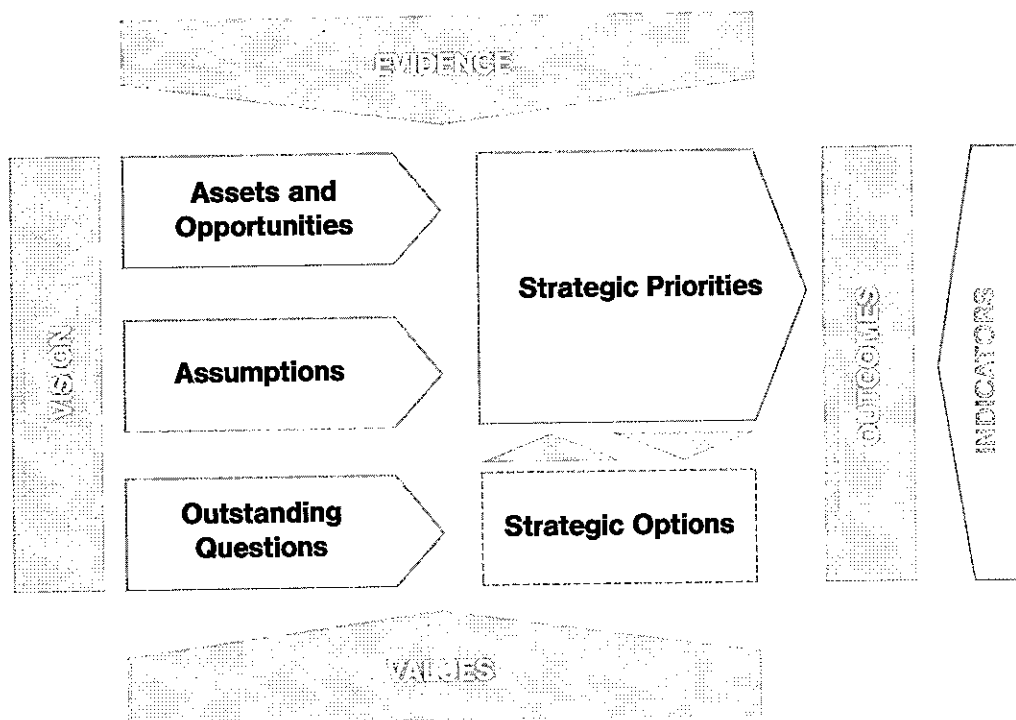 EVIDENCE
VISION
Assets and
Opportunities
Assumptions
Outstanding
Questions
Strategic Priorities
Strategic Options
OUTCOMES
INDICATORS
VALUES